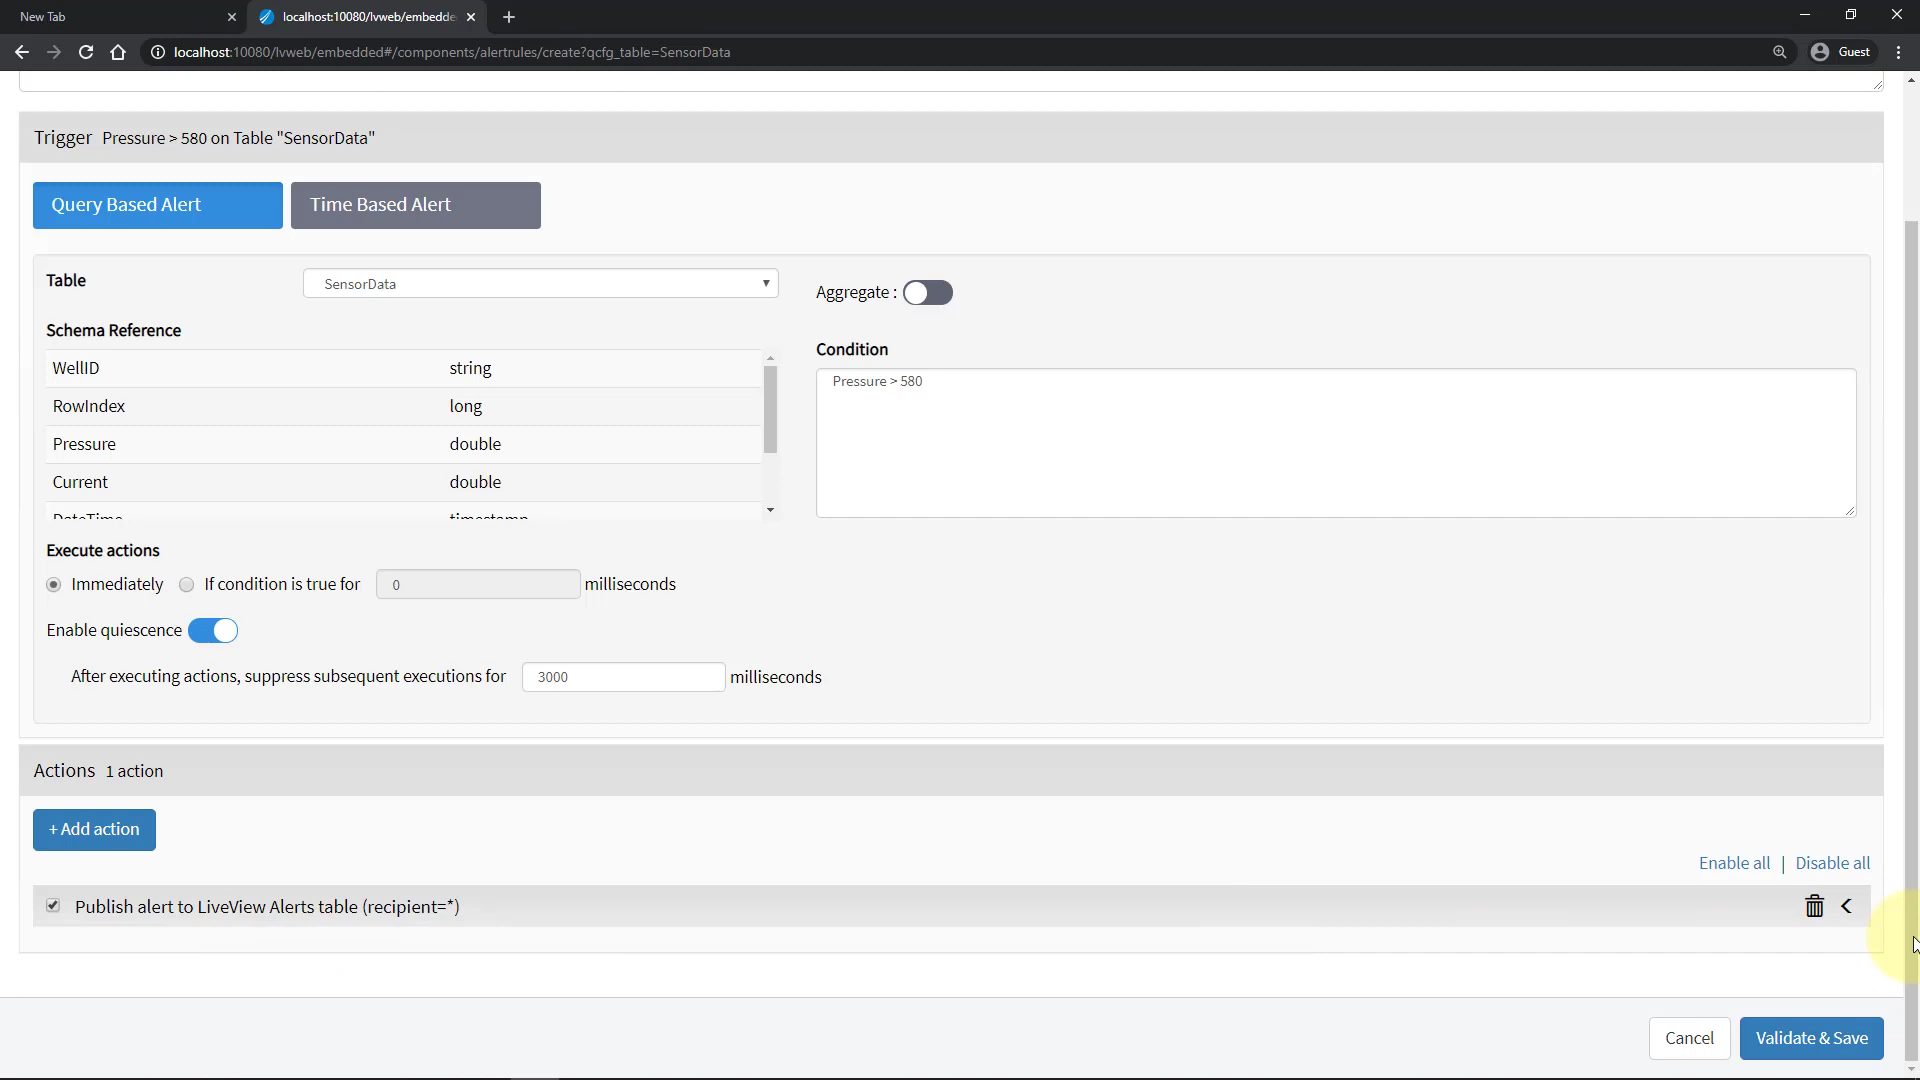 New Tab
localhost:10080/lvweb/embedde
localhost:10080/lvweb/embedded#/components/alertrules/create?qcfg_table=SensorData
Guest
Trigger Pressure > 580 on Table "SensorData"
Query Based Alert
Time Based Alert
Table
SensorData
Aggregate :
Schema Reference
Condition
WellID string
Pressure > 580
RowIndex long
Pressure double
Current double
DateTime timestamp
Execute actions
Immediately
If condition is true for 0 milliseconds
Enable quiescence
After executing actions, suppress subsequent executions for 3000 milliseconds
Actions 1 action
+ Add action
Enable all | Disable all
Publish alert to LiveView Alerts table (recipient=*)
Cancel
Validate & Save